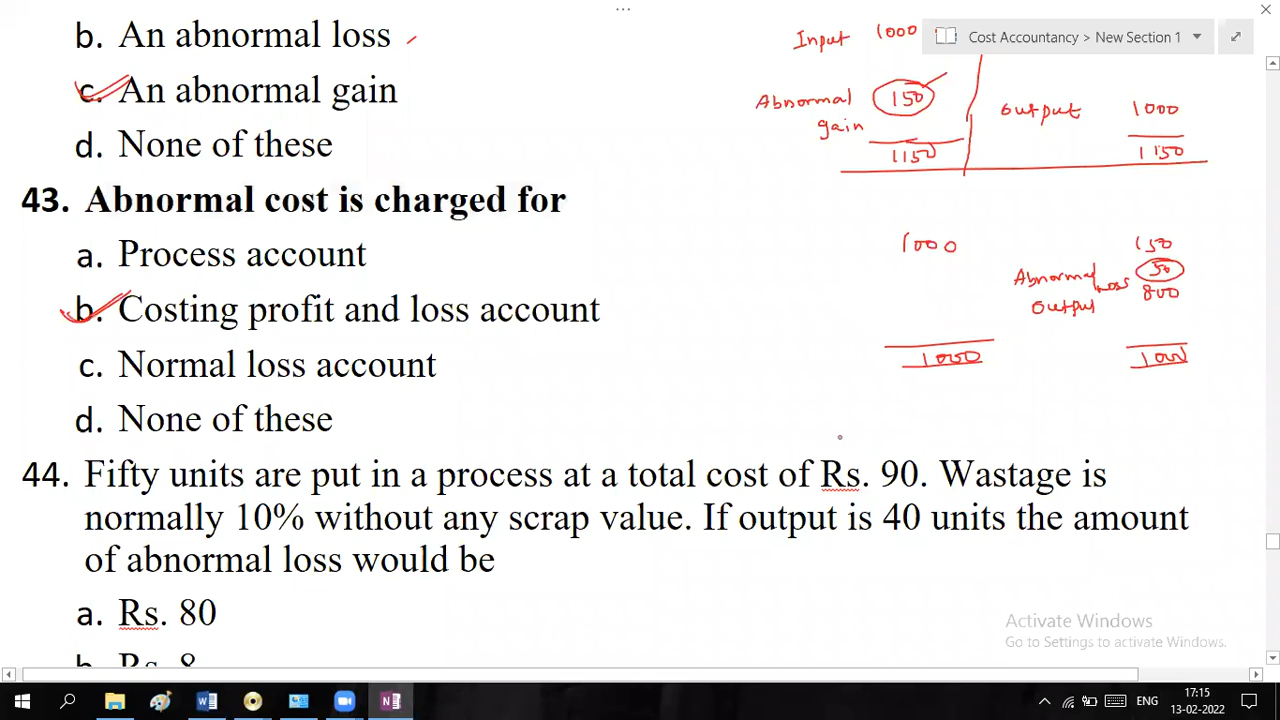 ...
b. An abnormal loss
c. An abnormal gain
d. None of these
43. Abnormal cost is charged for
a. Process account
b. Costing profit and loss account
c. Normal loss account
d. None of these
44. Fifty units are put in a process at a total cost of Rs. 90. Wastage is
normally 10% without any scrap value. If output is 40 units the amount
of abnormal loss would be
a. Rs. 80
b. Rs. 8
Input 1000
Cost Accountancy > New Section 1
Abnormal 150
gain
Output 1000
1150 1150
1000 150
Abnormal Loss 50
Output 800
1000 1000
Activate Windows
Go to Settings to activate Windows.
ENG
17:15
13-02-2022